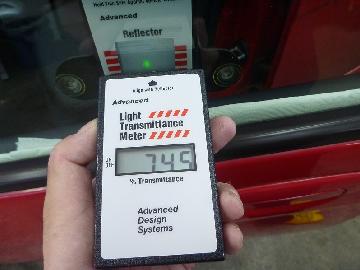 Advanced
Reflector
Advanced
Light
Transmittance
Meter
74.5
% Transmittance
Advanced
Design
Systems